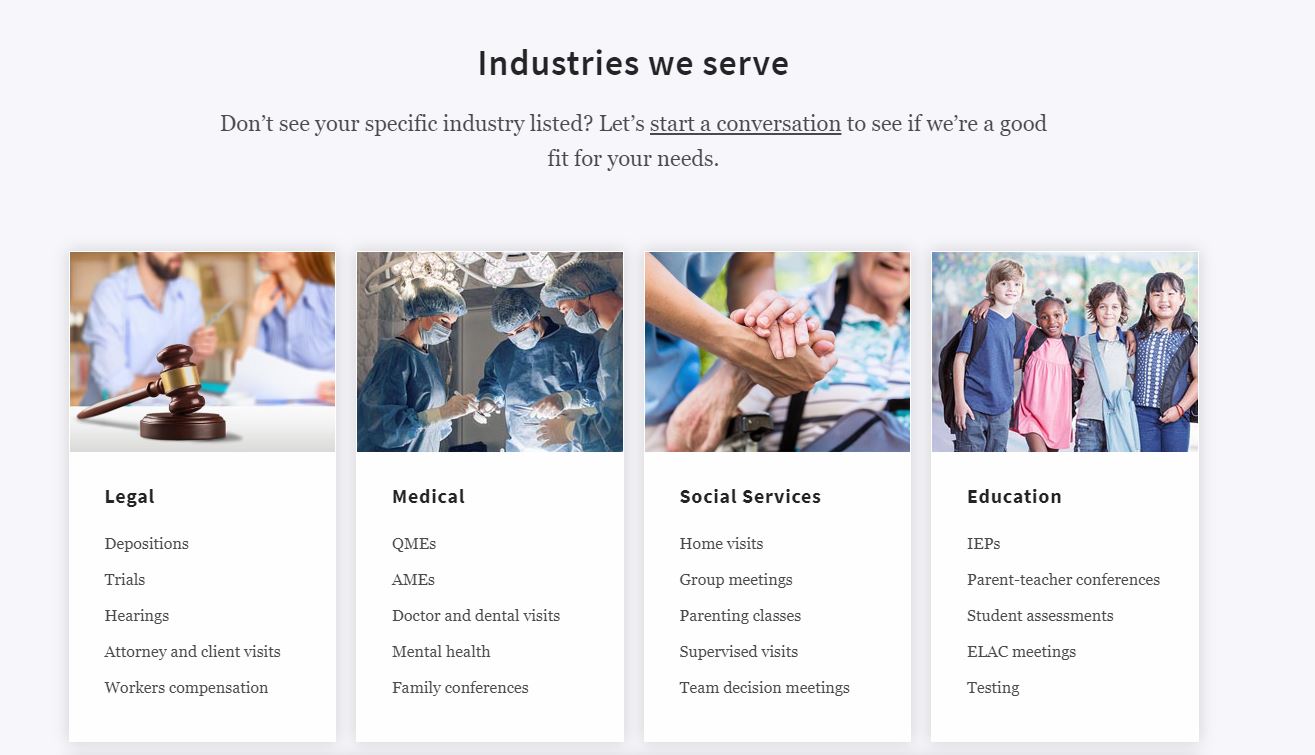 Industries we serve
Don’t see your specific industry listed? Let’s start a conversation to see if we’re a good
fit for your needs.
Legal
Depositions
Trials
Hearings
Attorney and client visits
Workers compensation
Medical
QMEs
AMEs
Doctor and dental visits
Mental health
Family conferences
Social Services
Home visits
Group meetings
Parenting classes
Supervised visits
Team decision meetings
Education
IEPs
Parent-teacher conferences
Student assessments
ELAC meetings
Testing